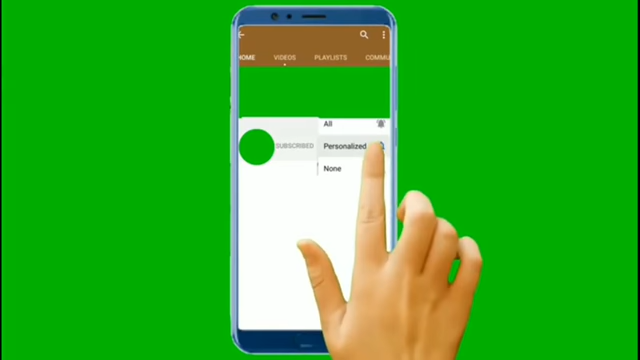 HOME VIDEOS PLAYLISTS COMMU
All
SUBSCRIBED Personalized
None